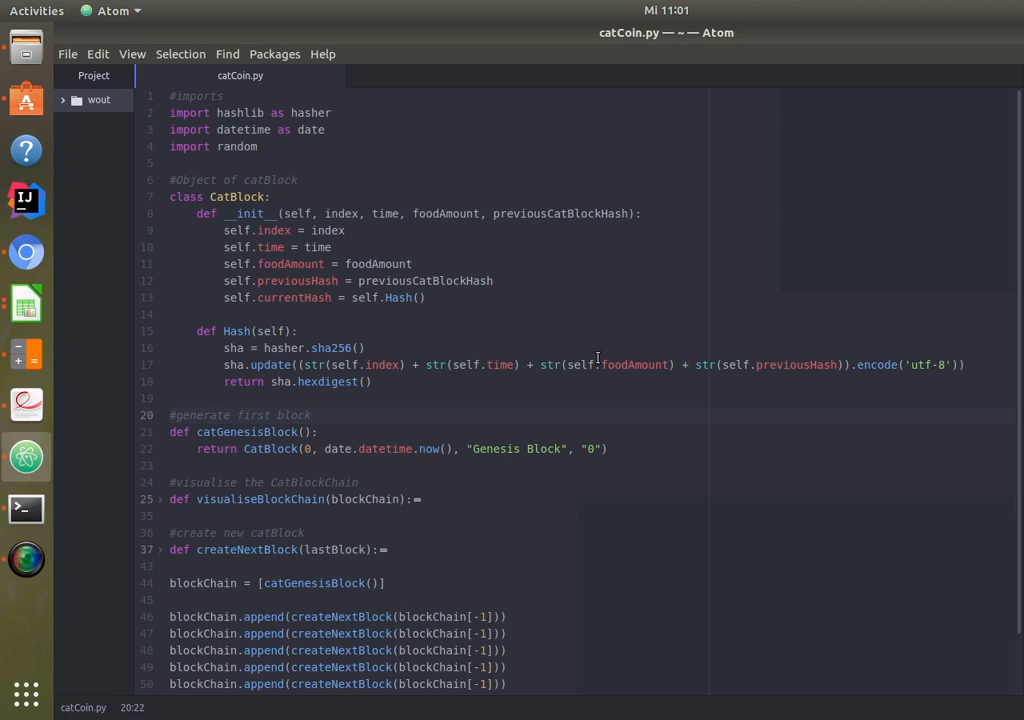 Activities Atom Mi 11:01
catCoin.py — ~ — Atom
File Edit View Selection Find Packages Help
Project catCoin.py
wout
1 #imports
2 import hashlib as hasher
3 import datetime as date
4 import random
5
6 #Object of catBlock
7 class CatBlock:
8     def __init__(self, index, time, foodAmount, previousCatBlockHash):
9         self.index = index
10         self.time = time
11         self.foodAmount = foodAmount
12         self.previousHash = previousCatBlockHash
13         self.currentHash = self.Hash()
14
15     def Hash(self):
16         sha = hasher.sha256()
17         sha.update((str(self.index) + str(self.time) + str(self.foodAmount) + str(self.previousHash)).encode('utf-8'))
18         return sha.hexdigest()
19
20 #generate first block
21 def catGenesisBlock():
22     return CatBlock(0, date.datetime.now(), "Genesis Block", "0")
23
24 #visualise the CatBlockChain
25 def visualiseBlockChain(blockChain):
35
36 #create new catBlock
37 def createNextBlock(lastBlock):
43
44 blockChain = [catGenesisBlock()]
45
46 blockChain.append(createNextBlock(blockChain[-1]))
47 blockChain.append(createNextBlock(blockChain[-1]))
48 blockChain.append(createNextBlock(blockChain[-1]))
49 blockChain.append(createNextBlock(blockChain[-1]))
50 blockChain.append(createNextBlock(blockChain[-1]))
catCoin.py 20:22